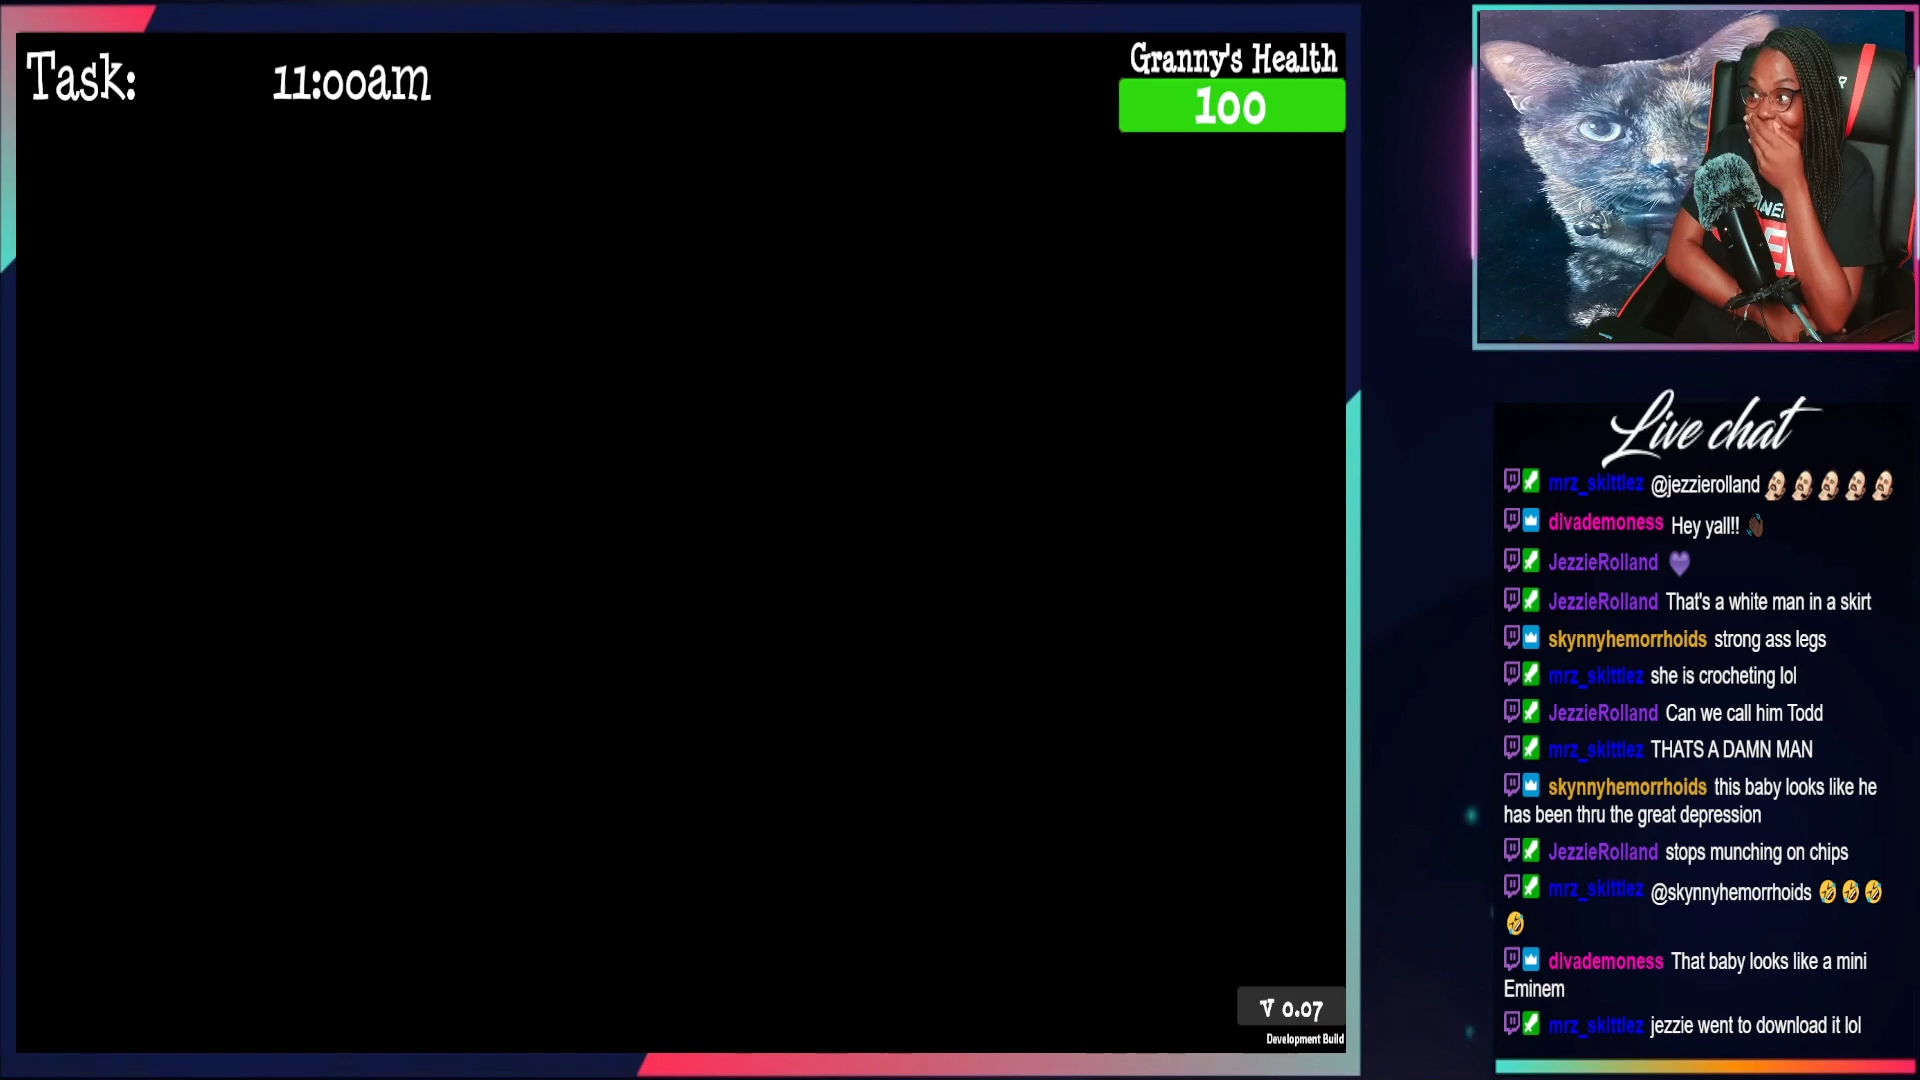 Task:
11:00am
Granny's Health
100
V 0.07
Development Build
Live chat
mrz_skittlez @jezzierolland
divademoness Hey yall!!
JezzieRolland
JezzieRolland That's a white man in a skirt
skynnyhemorrhoids strong ass legs
mrz_skittlez she is crocheting lol
JezzieRolland Can we call him Todd
mrz_skittlez THATS A DAMN MAN
skynnyhemorrhoids this baby looks like he
has been thru the great depression
JezzieRolland stops munching on chips
mrz_skittlez @skynnyhemorrhoids 🤣 🤣 🤣
🤣
divademoness That baby looks like a mini
Eminem
mrz_skittlez jezzie went to download it lol